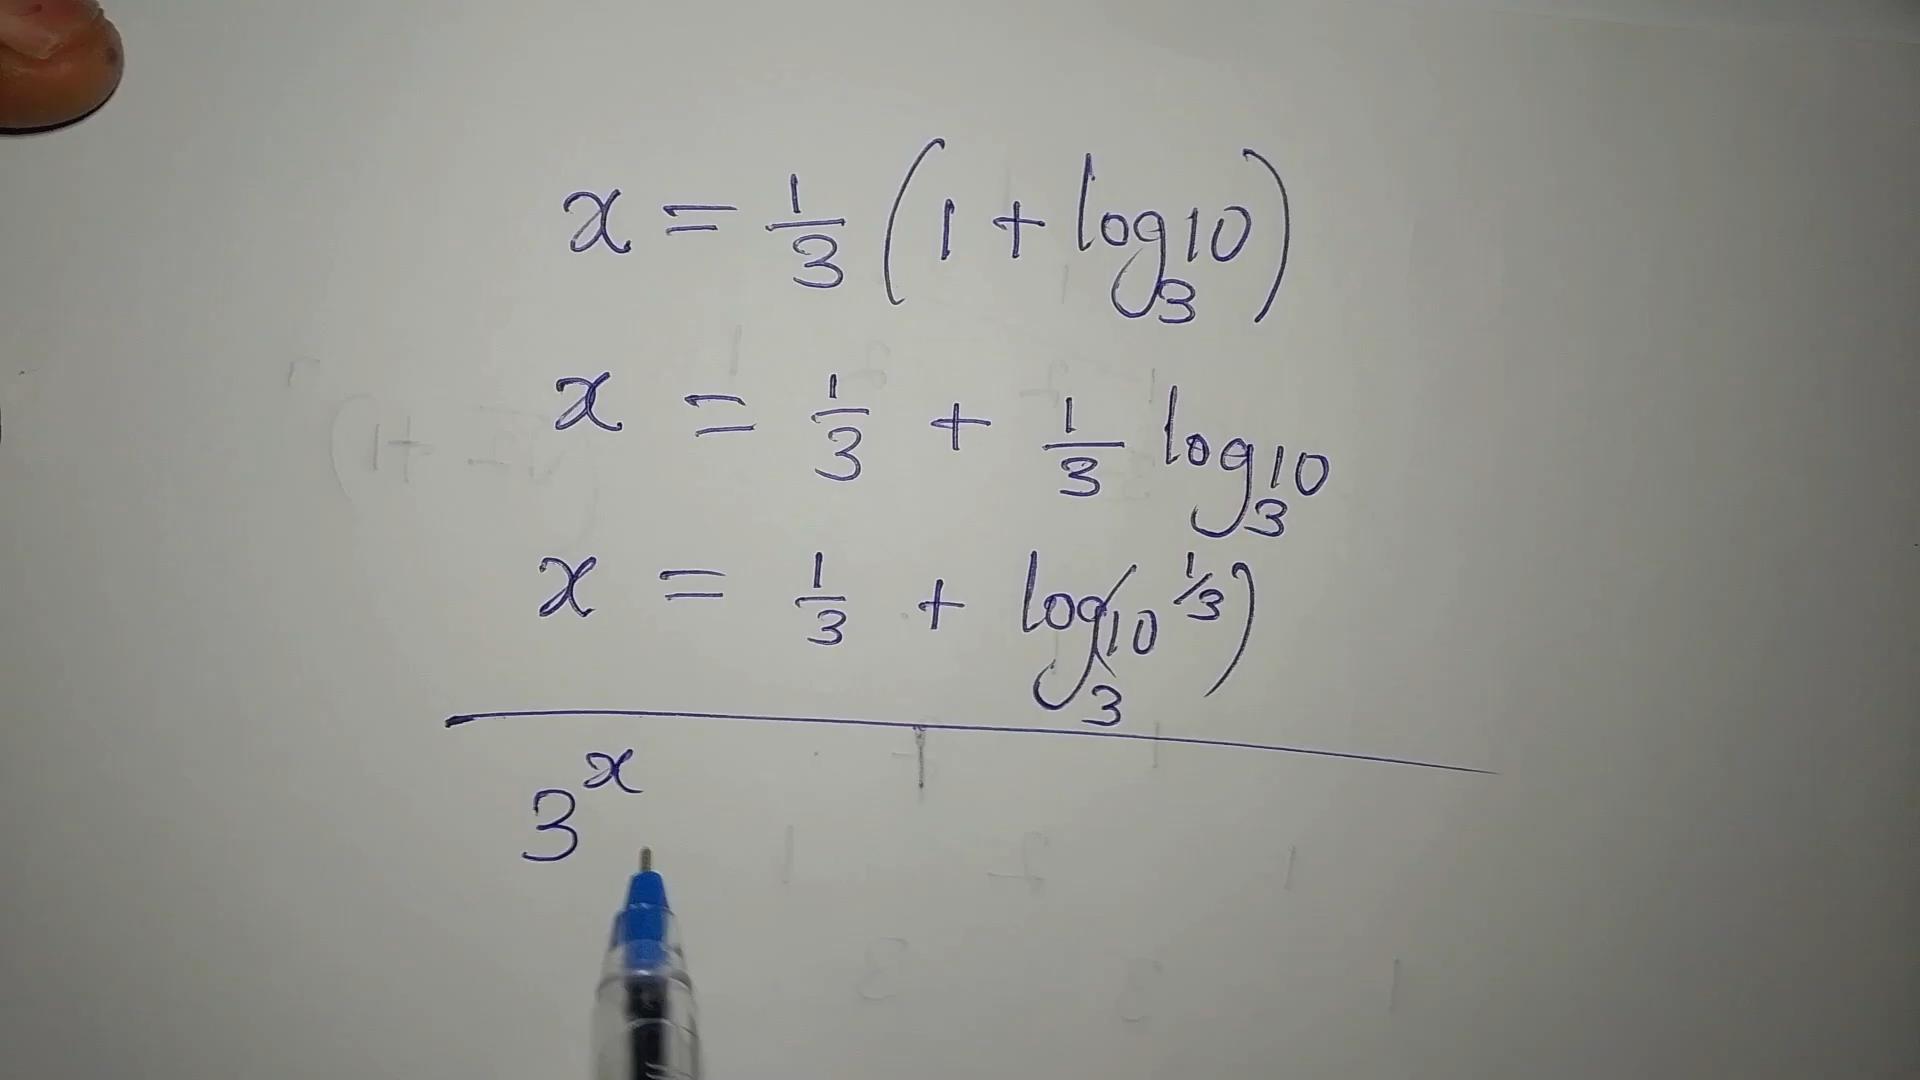 x = 1/3 (1 + log₃10)
x = 1/3 + 1/3 log₃10
x = 1/3 + log₃(10^1/3)
3^x